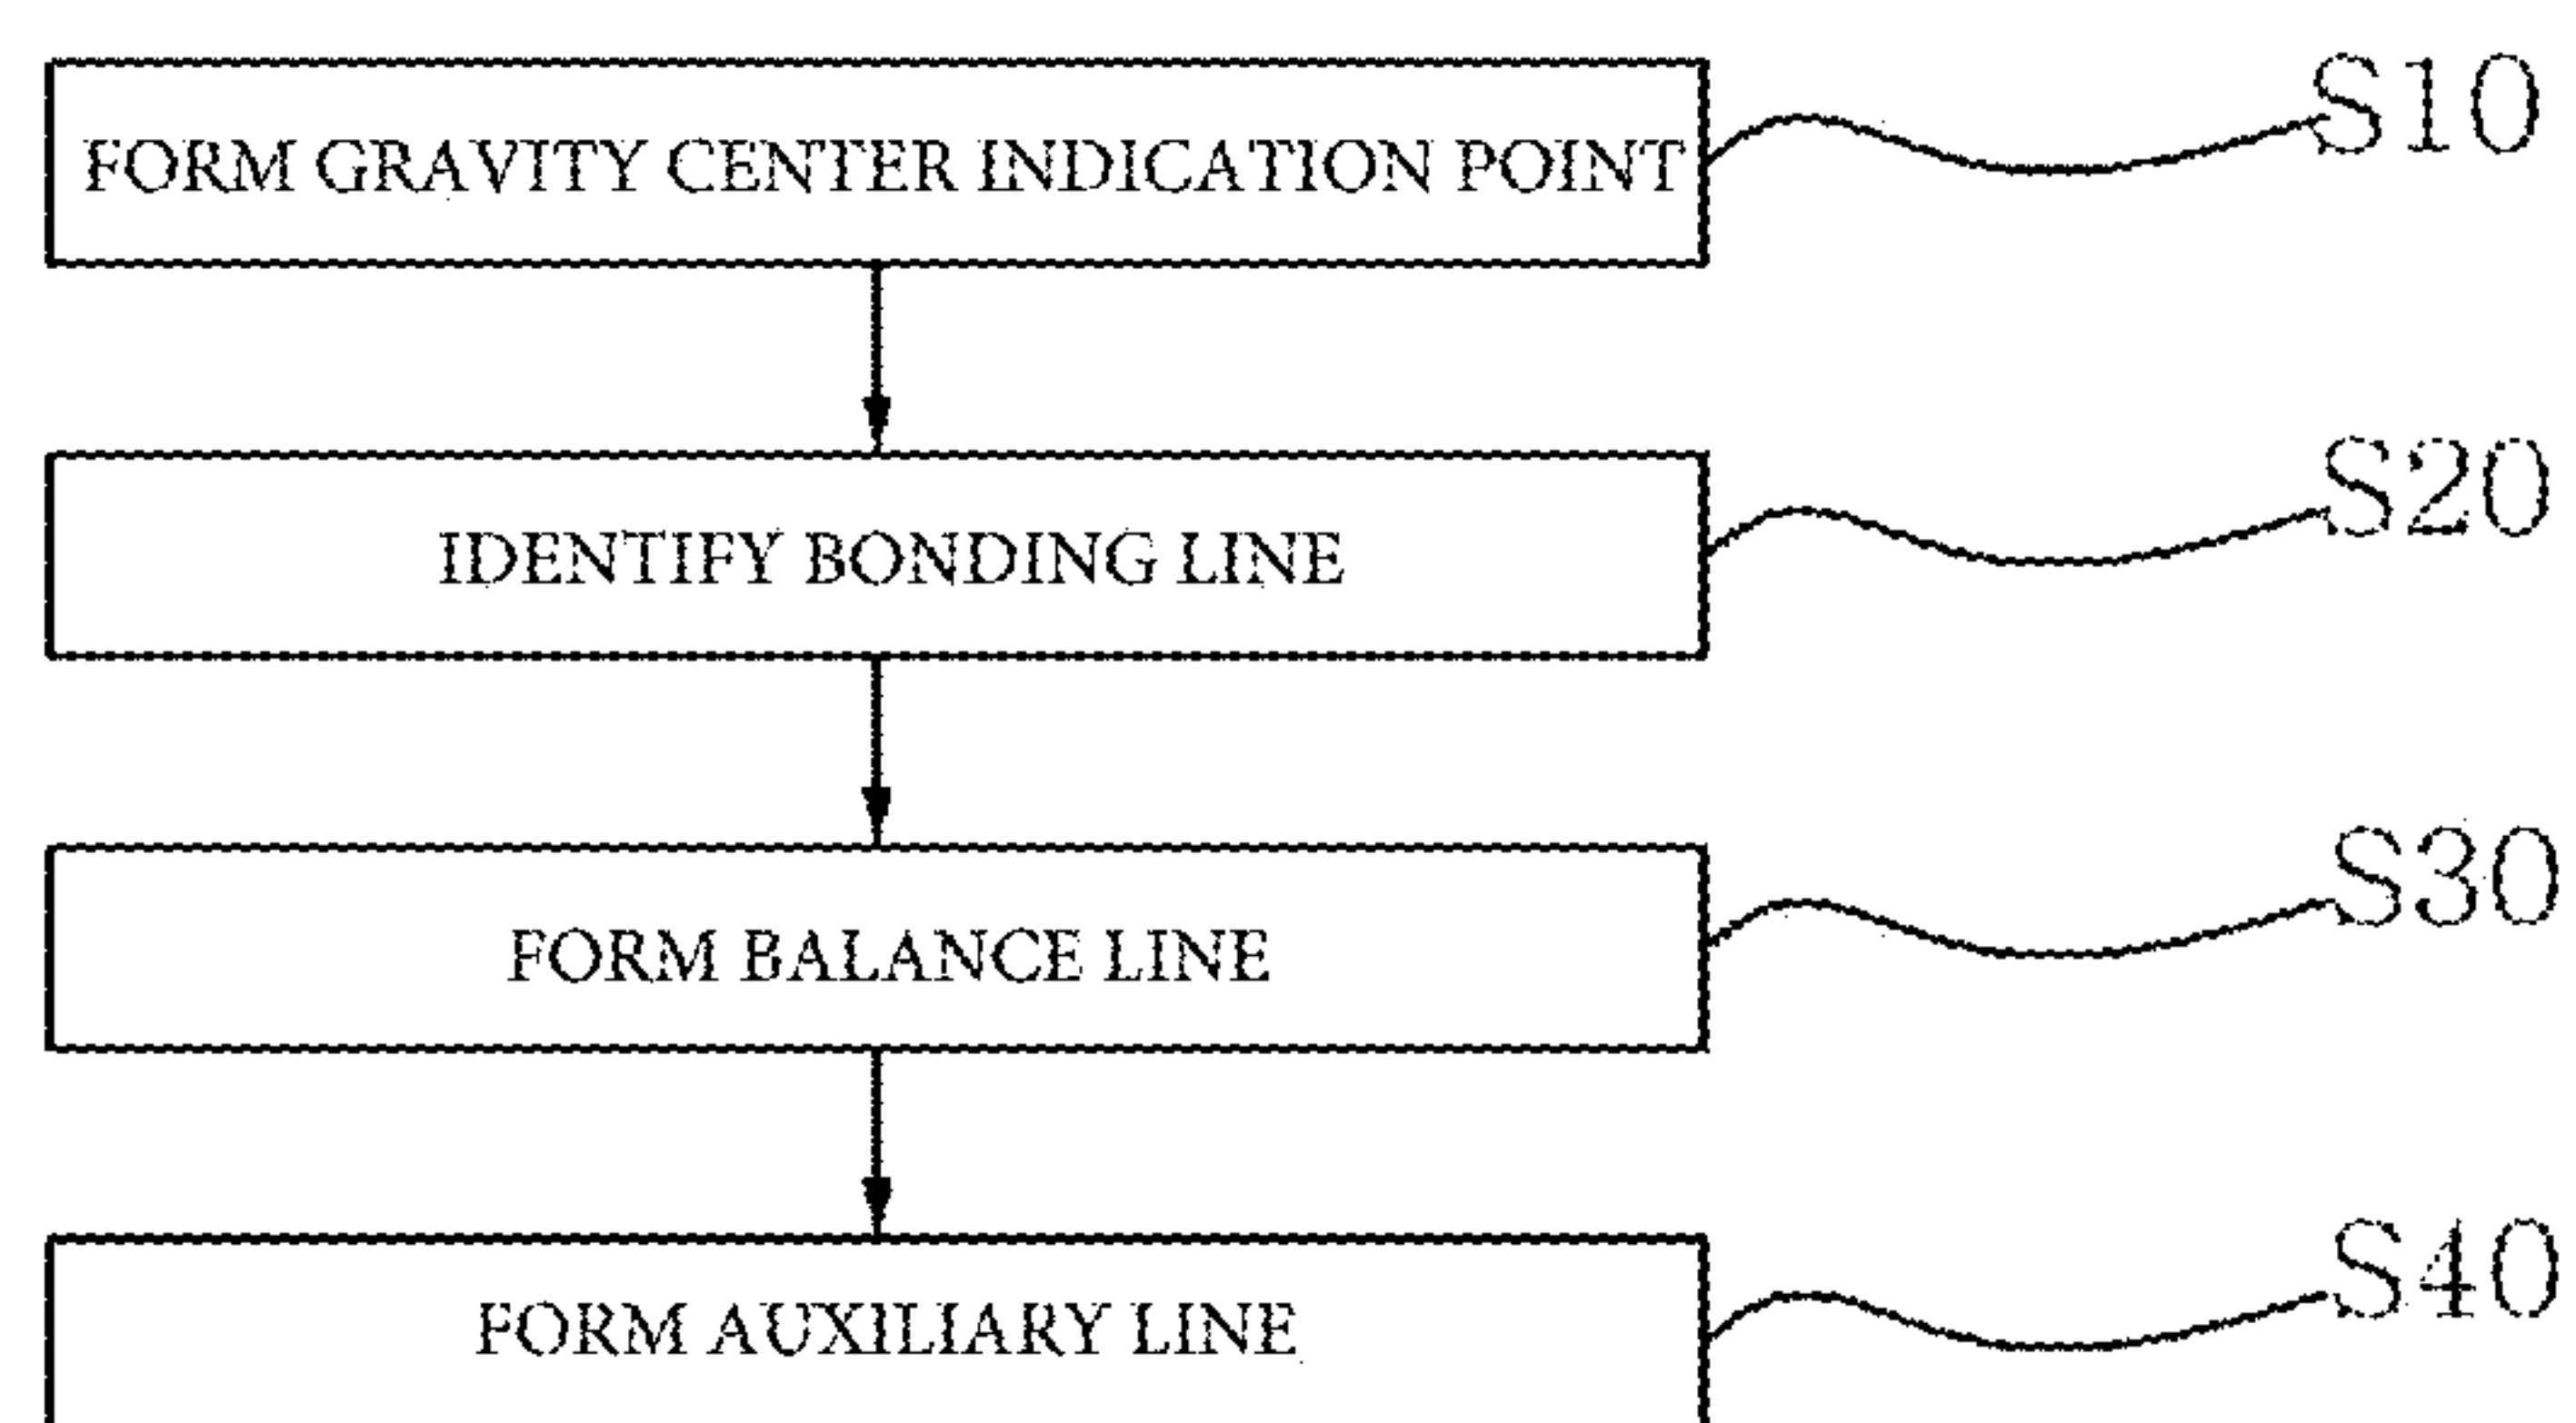 FORM GRAVITY CENTER INDICATION POINT
S10
IDENTIFY BONDING LINE
S20
FORM BALANCE LINE
S30
FORM AUXILIARY LINE
S40